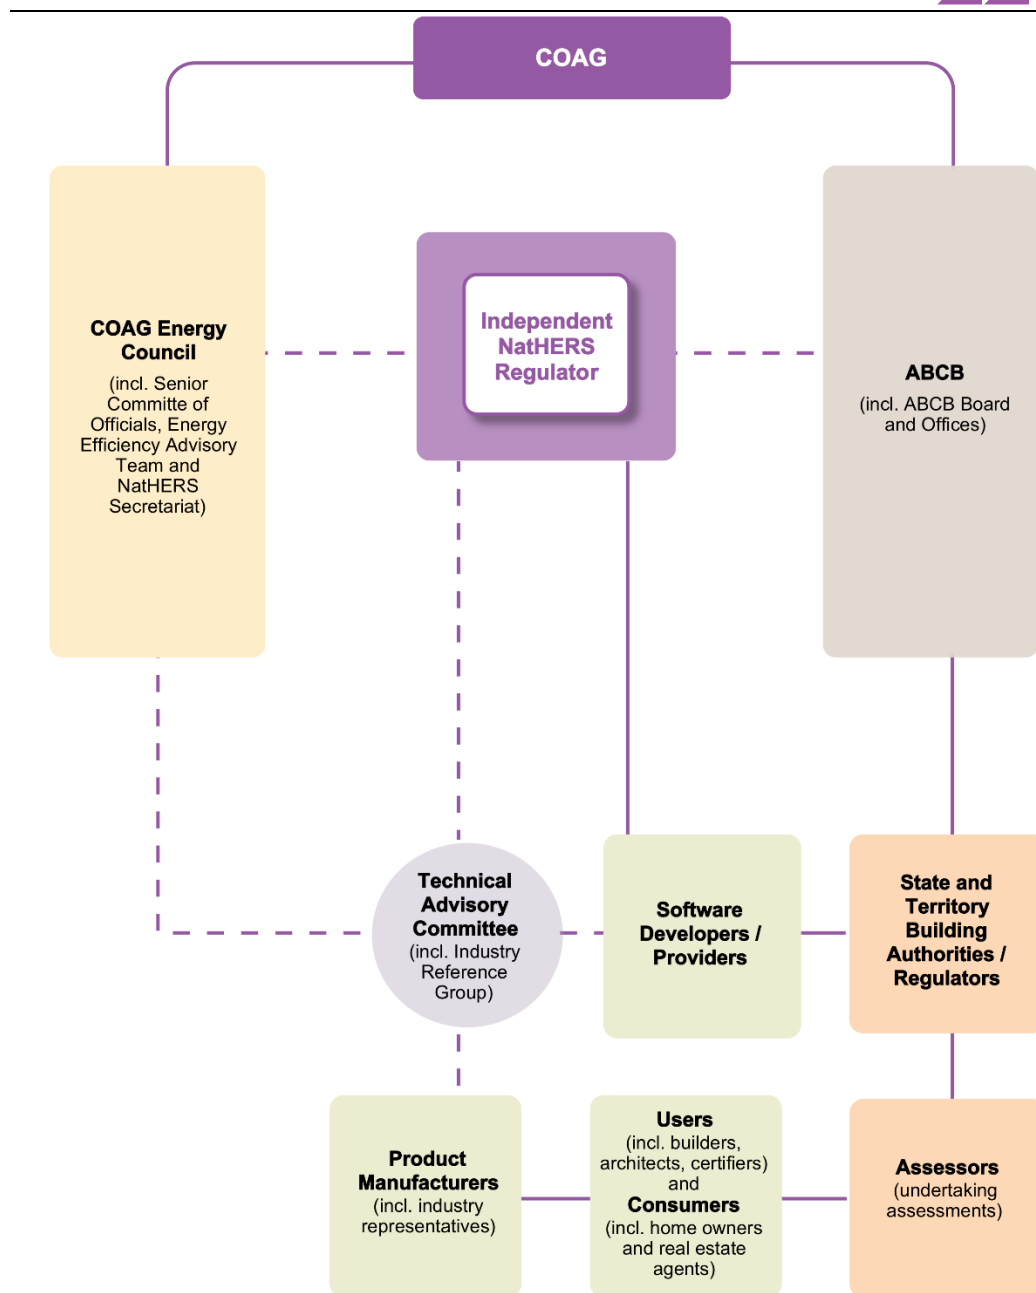 COAG
COAG Energy
Council
(incl. Senior
Committe of
Officials, Energy
Efficiency Advisory
Team and
NatHERS
Secretariat)
Independent
NatHERS
Regulator
ABCB
(incl. ABCB Board
and Offices)
Technical
Advisory
Committee
(incl. Industry
Reference
Group)
Software
Developers /
Providers
State and
Territory
Building
Authorities /
Regulators
Product
Manufacturers
(incl. industry
representatives)
Users
(incl. builders,
architects, certifiers)
and
Consumers
(incl. home owners
and real estate
agents)
Assessors
(undertaking
assessments)